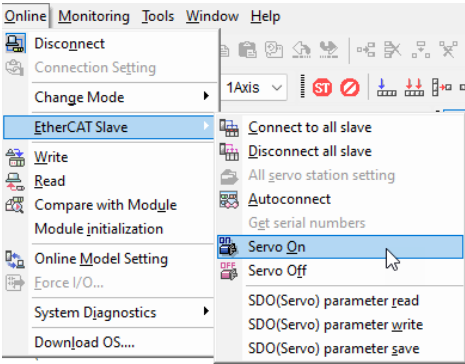 Online Monitoring Tools Window Help
Disconnect
Connection Setting
Change Mode
EtherCAT Slave
Write
Read
Compare with Module
Module initialization
Online Model Setting
Force I/O...
System Diagnostics
Download OS....
1Axis
ST
Connect to all slave
Disconnect all slave
All servo station setting
Autoconnect
Get serial numbers
ON
Servo On
OFF
Servo Off
SDO(Servo) parameter read
SDO(Servo) parameter write
SDO(Servo) parameter save